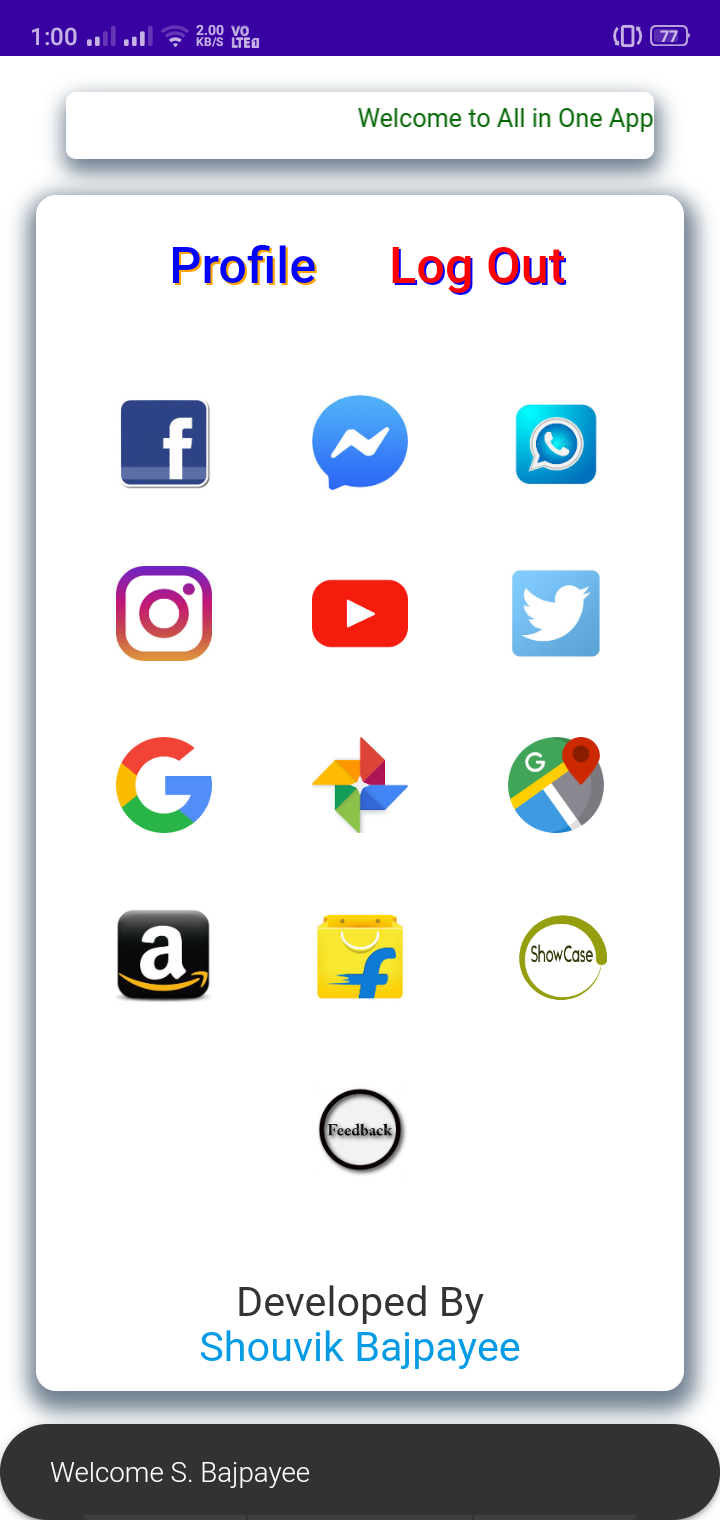 1:00 2.00 KB/S VO LTE1 77
Welcome to All in One App
Profile Log Out
ShowCase
Feedback
Developed By
Shouvik Bajpayee
Welcome S. Bajpayee